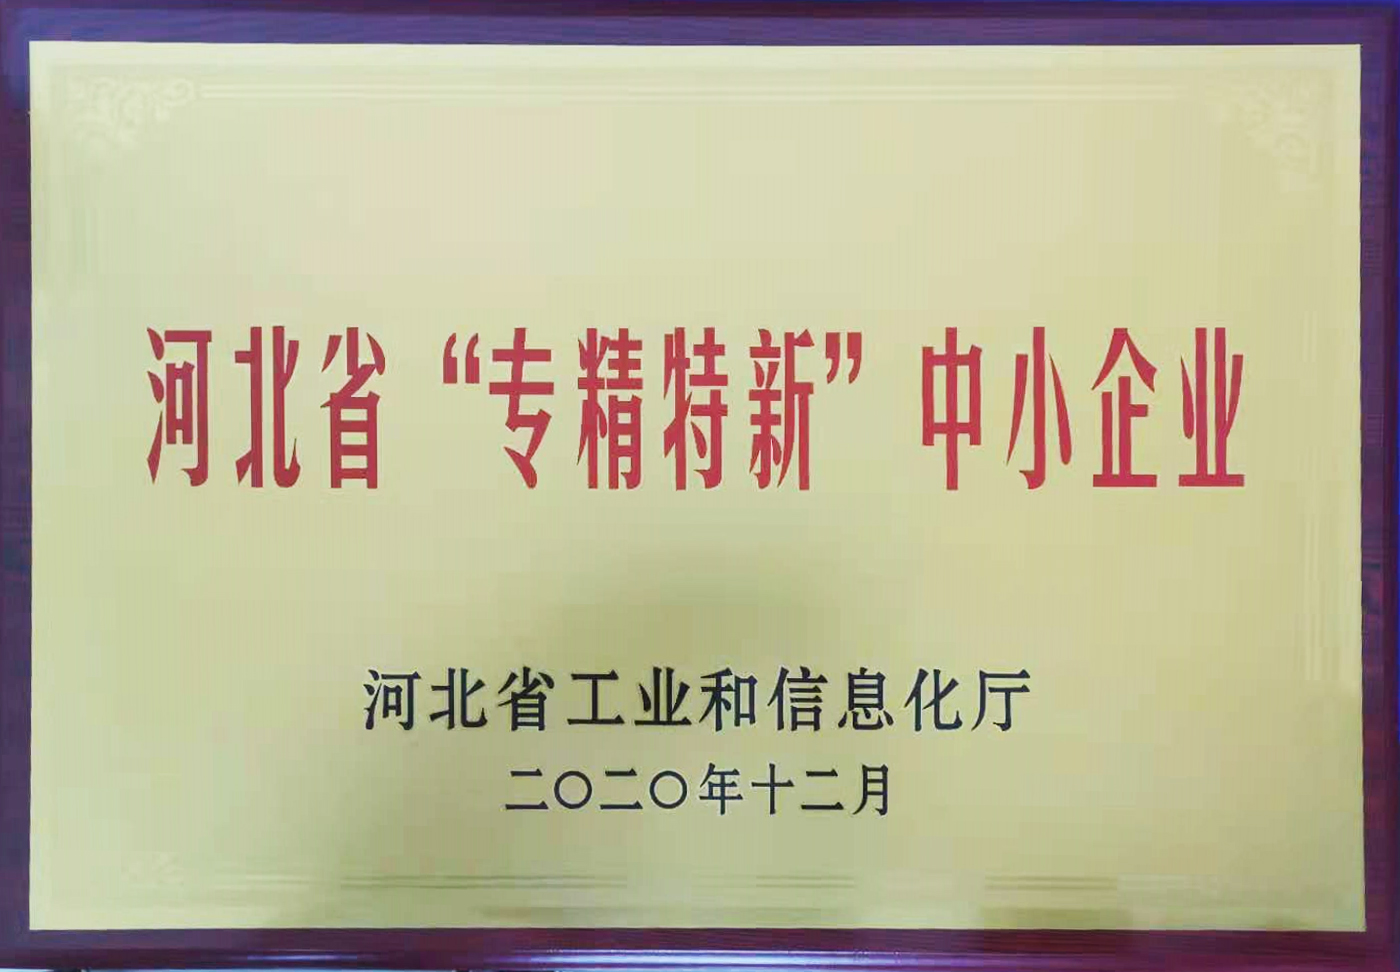 河北省“专精特新”中小企业
河北省工业和信息化厅
二〇二〇年十二月